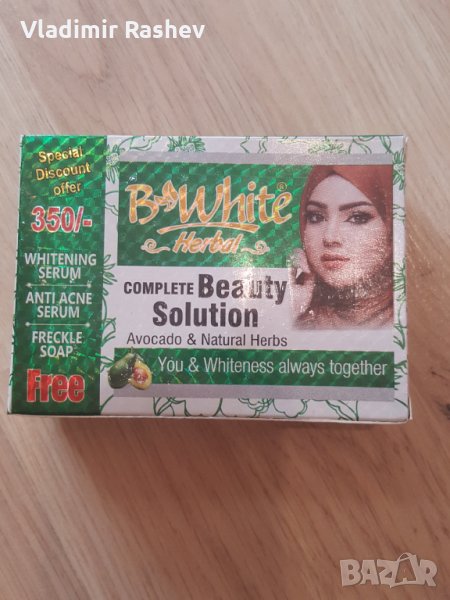 Vladimir Rashev
Special
Discount
offer
350/-
WHITENING
SERUM
ANTI ACNE
SERUM
FRECKLE
SOAP
Free
B White®
Herbal
COMPLETE Beauty
Solution
Avocado & Natural Herbs
You & Whiteness always together
BAZAR